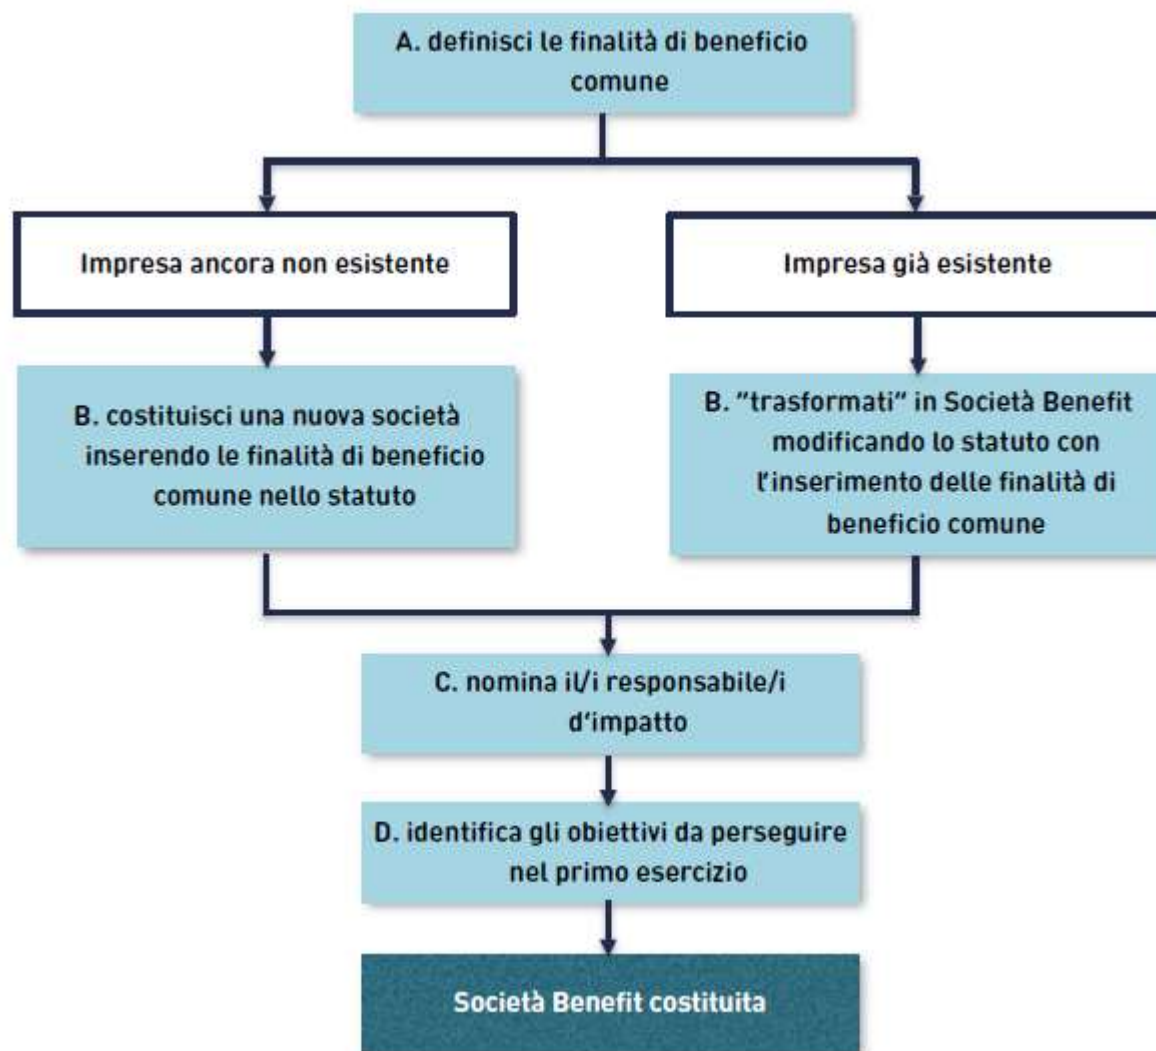 A. definisci le finalità di beneficio
comune
Impresa ancora non esistente
Impresa già esistente
B. costituisci una nuova società
inserendo le finalità di beneficio
comune nello statuto
B. “trasformati” in Società Benefit
modificando lo statuto con
l’inserimento delle finalità di
beneficio comune
C. nomina il/i responsabile/i
d’impatto
D. identifica gli obiettivi da perseguire
nel primo esercizio
Società Benefit costituita